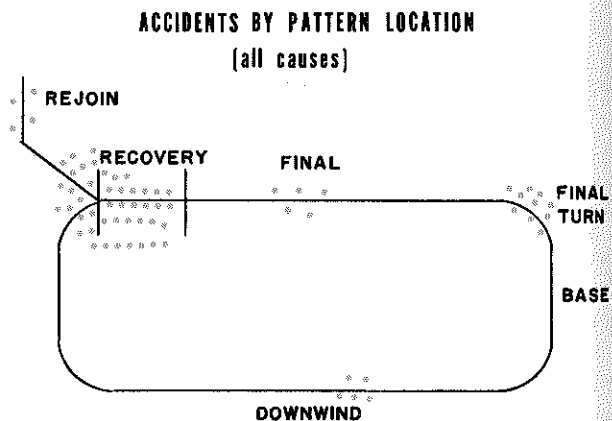 ACCIDENTS BY PATTERN LOCATION
(all causes)
REJOIN
RECOVERY
FINAL
FINAL
TURN
BASE
DOWNWIND